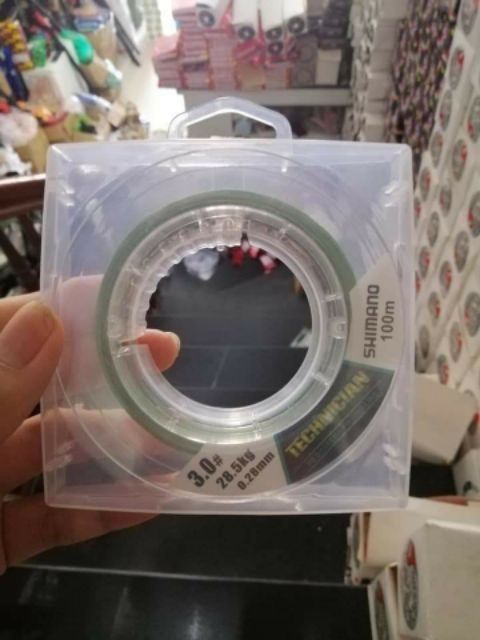 SHIMANO
100m
TECHNICIAN
3.0#
28.5kg
0.28mm